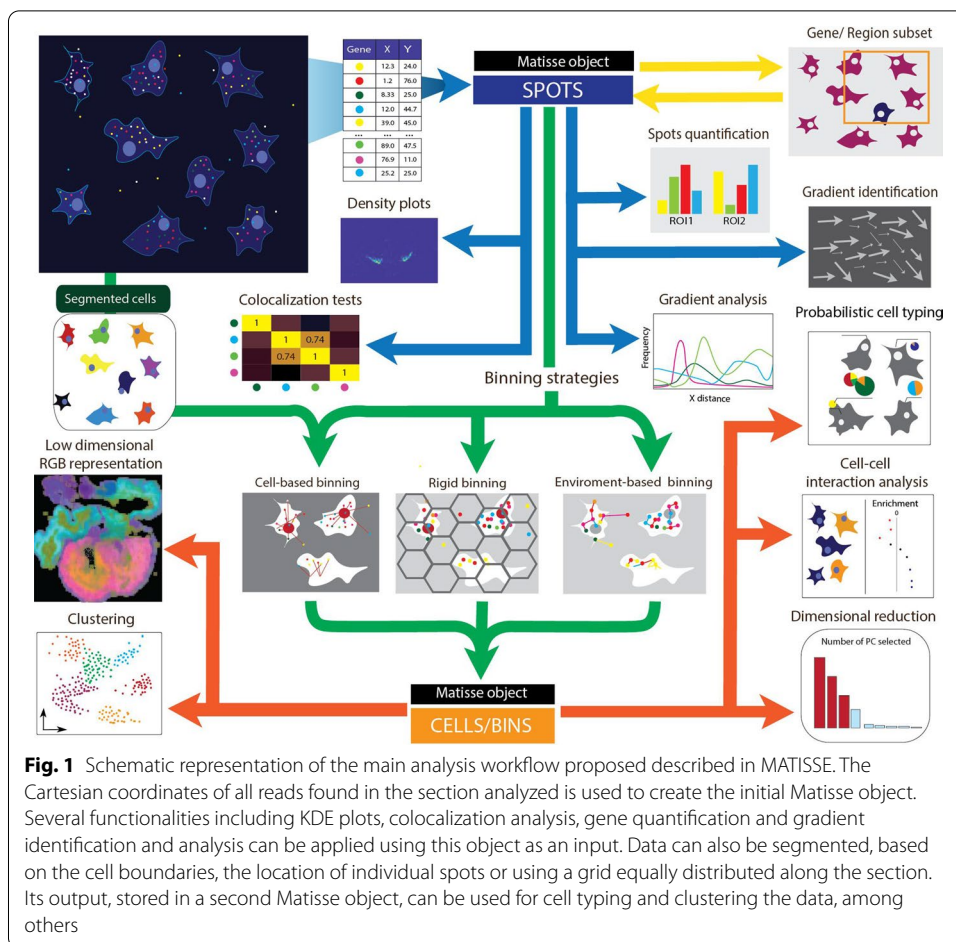 Gene X Y
12.3 24.0
1.2 76.0
8.33 25.0
12.0 44.7
39.0 45.0
... ... ...
89.0 47.5
76.9 11.0
25.2 25.0
Matisse object
SPOTS
Gene/ Region subset
Spots quantification
ROI1 ROI2
Density plots
Gradient identification
Segmented cells
Colocalization tests
1
1 0.74
0.74 1
1
Gradient analysis
Frequency
X distance
Probabilistic cell typing
Binning strategies
Low dimensional
RGB representation
Cell-based binning
Rigid binning
Enviroment-based binning
Cell-cell
interaction analysis
Enrichment
0
Clustering
Dimensional reduction
Number of PC selected
Matisse object
CELLS/BINS
Fig. 1 Schematic representation of the main analysis workflow proposed described in MATISSE. The
Cartesian coordinates of all reads found in the section analyzed is used to create the initial Matisse object.
Several functionalities including KDE plots, colocalization analysis, gene quantification and gradient
identification and analysis can be applied using this object as an input. Data can also be segmented, based
on the cell boundaries, the location of individual spots or using a grid equally distributed along the section.
Its output, stored in a second Matisse object, can be used for cell typing and clustering the data, among
others